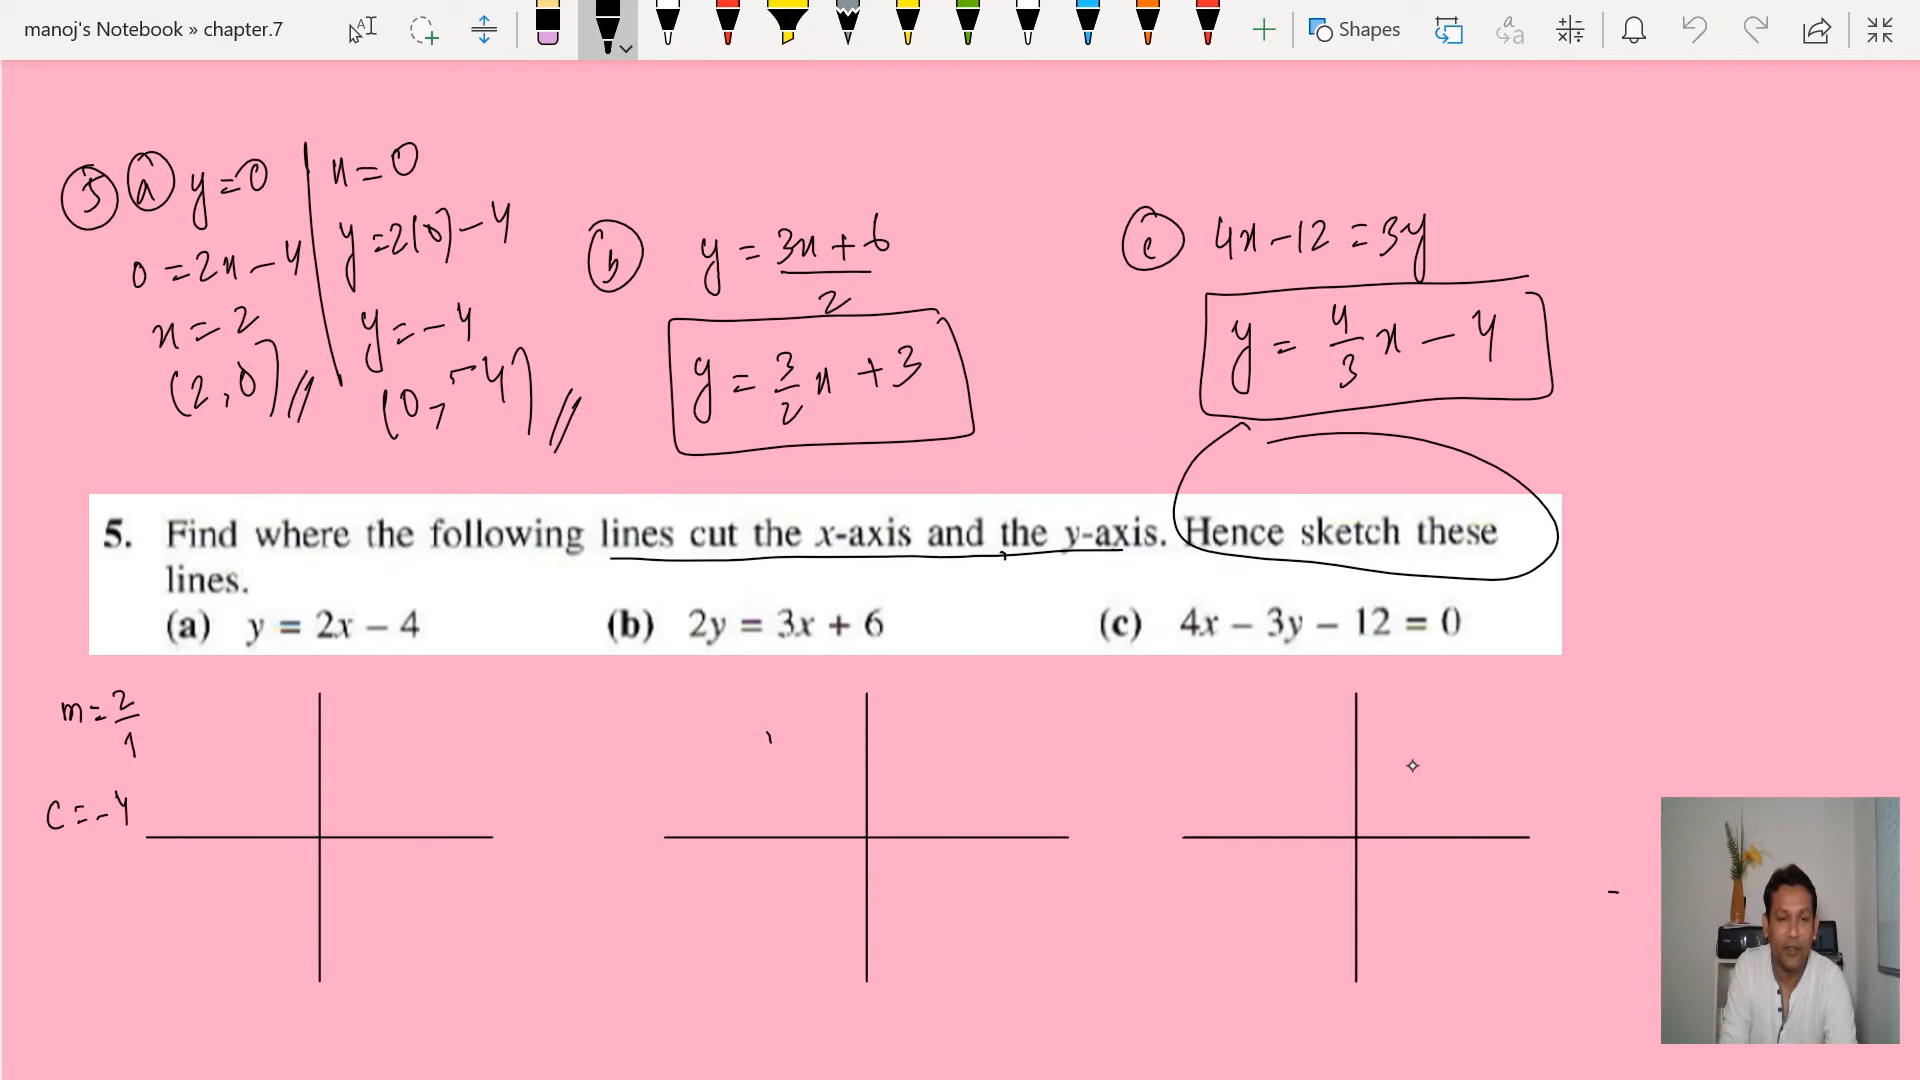 manoj's Notebook » chapter.7
Shapes
5 a y=0
0=2x-4
x=2
(2,0)
x=0
y=2(0)-4
y=-4
(0,-4)
b y = 3x+6/2
y = 3/2 x + 3
c 4x-12=3y
y = 4/3 x - 4
5. Find where the following lines cut the x-axis and the y-axis. Hence sketch these
lines.
(a) y = 2x – 4 (b) 2y = 3x + 6 (c) 4x – 3y – 12 = 0
m=2/1
c=-4